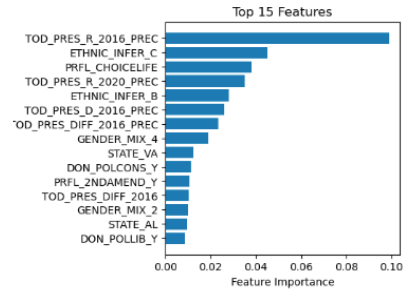 Top 15 Features
TOD_PRES_R_2016_PREC
ETHNIC_INFER_C
PRFL_CHOICELIFE
TOD_PRES_R_2020_PREC
ETHNIC_INFER_B
TOD_PRES_D_2016_PREC
TOD_PRES_DIFF_2016_PREC
GENDER_MIX_4
STATE_VA
DON_POLCONS_Y
PRFL_2NDAMEND_Y
TOD_PRES_DIFF_2016
GENDER_MIX_2
STATE_AL
DON_POLLIB_Y
0.00 0.02 0.04 0.06 0.08 0.10
Feature Importance